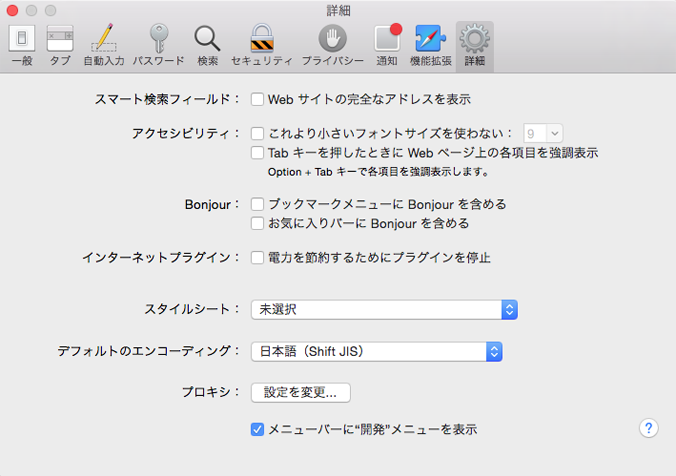 詳細
一般 タブ 自動入力 パスワード 検索 セキュリティ プライバシー 通知 機能拡張 詳細
スマート検索フィールド： Web サイトの完全なアドレスを表示
アクセシビリティ： これより小さいフォントサイズを使わない： 9
Tab キーを押したときに Web ページ上の各項目を強調表示
Option + Tab キーで各項目を強調表示します。
Bonjour： ブックマークメニューに Bonjour を含める
お気に入りバーに Bonjour を含める
インターネットプラグイン： 電力を節約するためにプラグインを停止
スタイルシート： 未選択
デフォルトのエンコーディング： 日本語（Shift JIS）
プロキシ： 設定を変更...
メニューバーに“開発”メニューを表示 ?